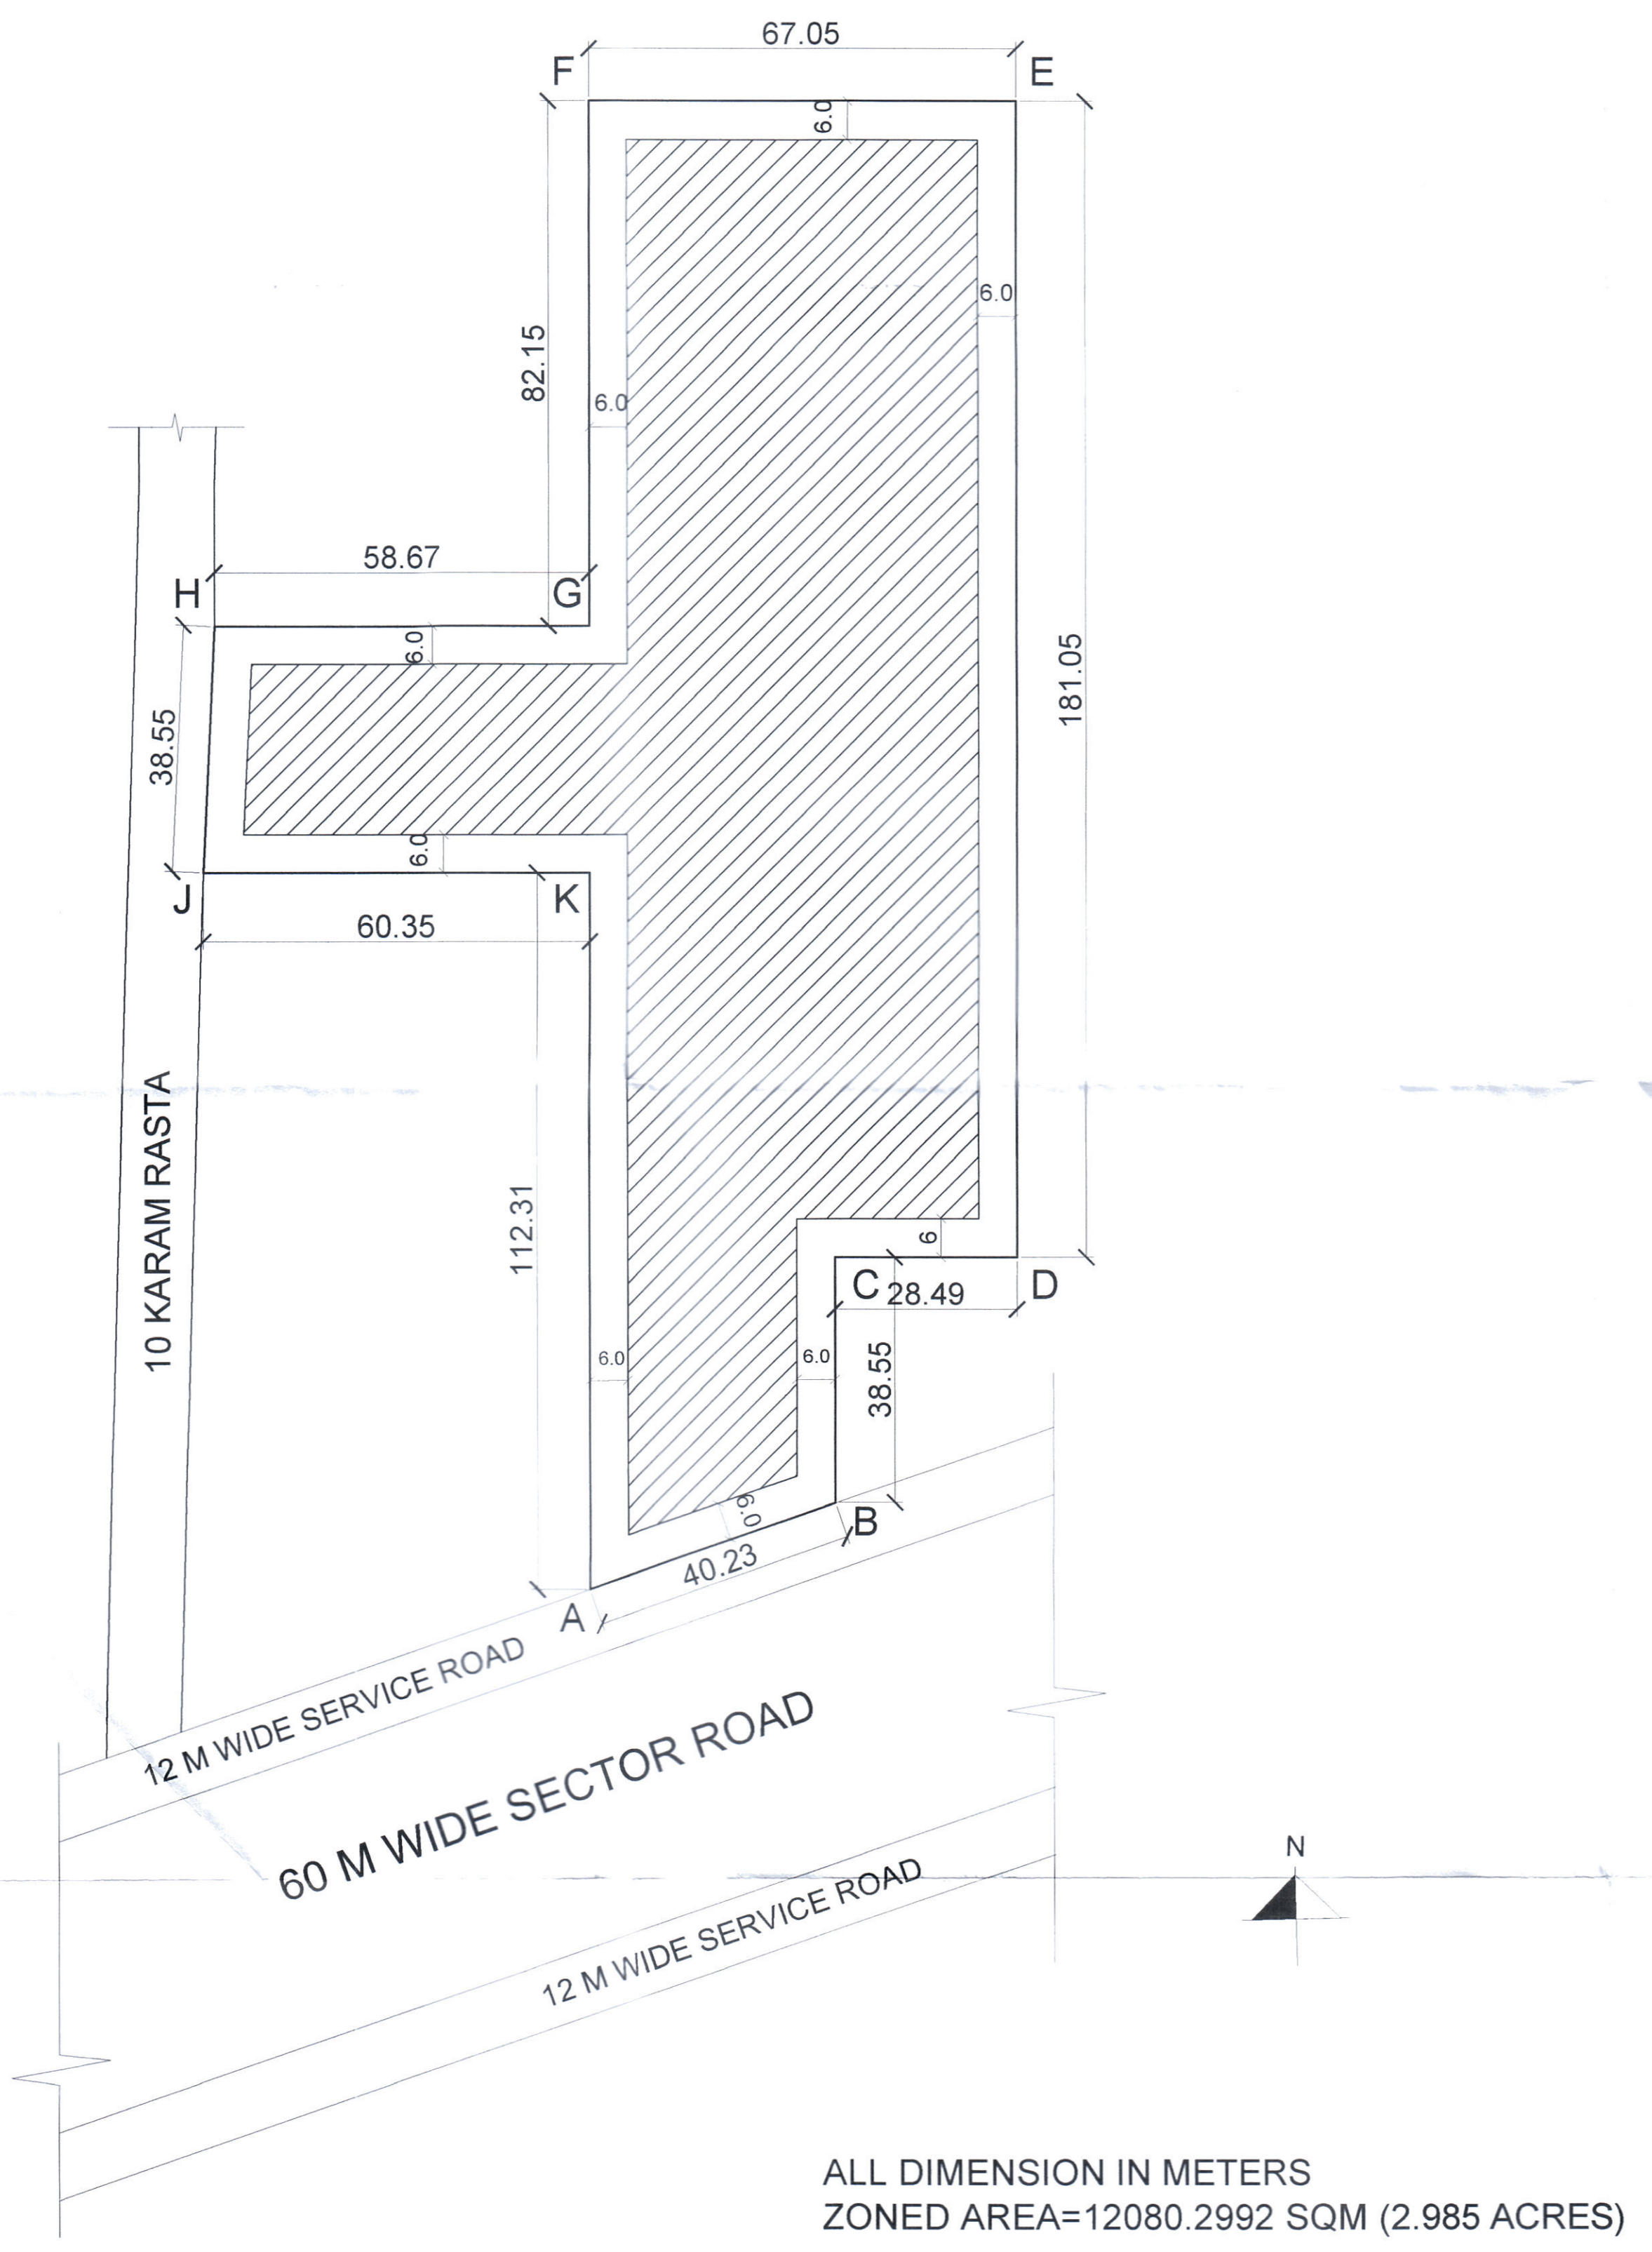 67.05
F
E
6.0
6.0
82.15
6.0
58.67
H
G
6.0
181.05
38.55
6.0
J
K
60.35
10 KARAM RASTA
112.31
6
C
D
28.49
6.0
6.0
38.55
6.0
B
40.23
A
12 M WIDE SERVICE ROAD
60 M WIDE SECTOR ROAD
N
12 M WIDE SERVICE ROAD
ALL DIMENSION IN METERS
ZONED AREA=12080.2992 SQM (2.985 ACRES)